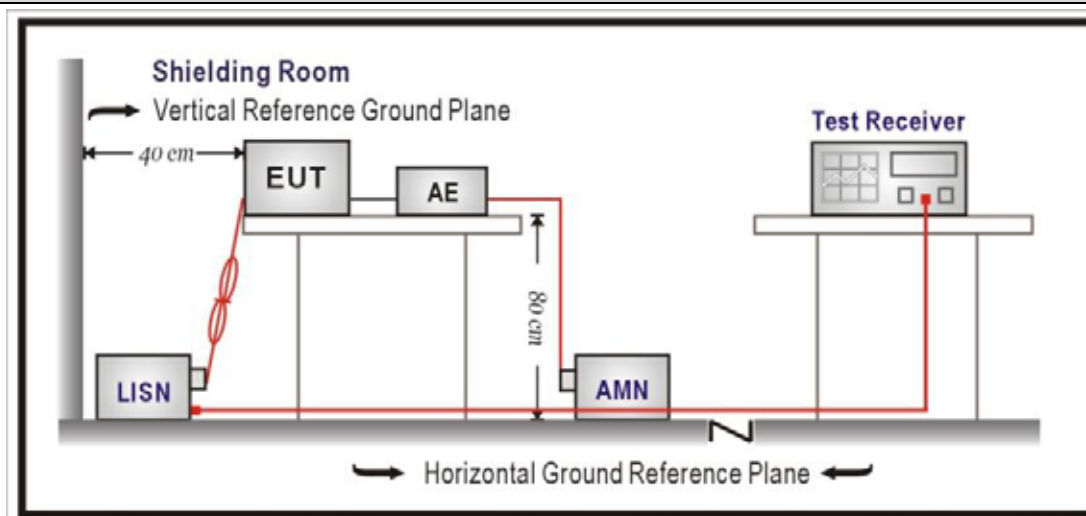 Shielding Room
Vertical Reference Ground Plane
Test Receiver
40 cm
EUT
AE
80 cm
LISN
AMN
Horizontal Ground Reference Plane